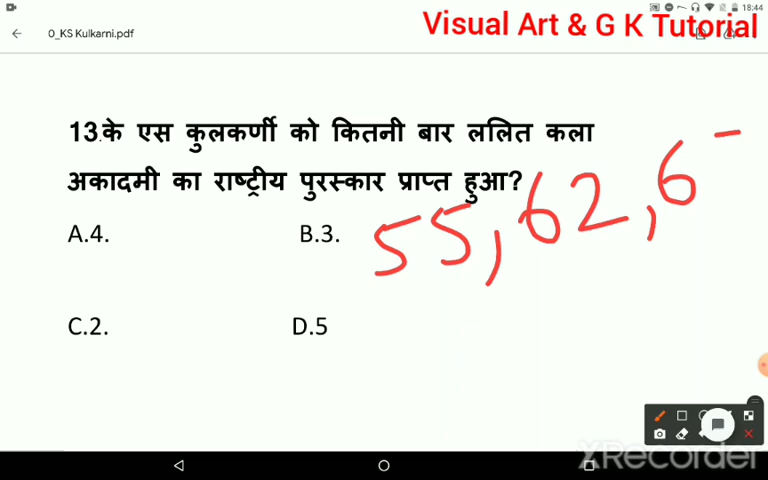 18:44
Visual Art & G K Tutorial
0_KS Kulkarni.pdf
13.के एस कुलकर्णी को कितनी बार ललित कला
अकादमी का राष्ट्रीय पुरस्कार प्राप्त हुआ?
55,62,6
A.4. B.3.
C.2. D.5
XRecorder